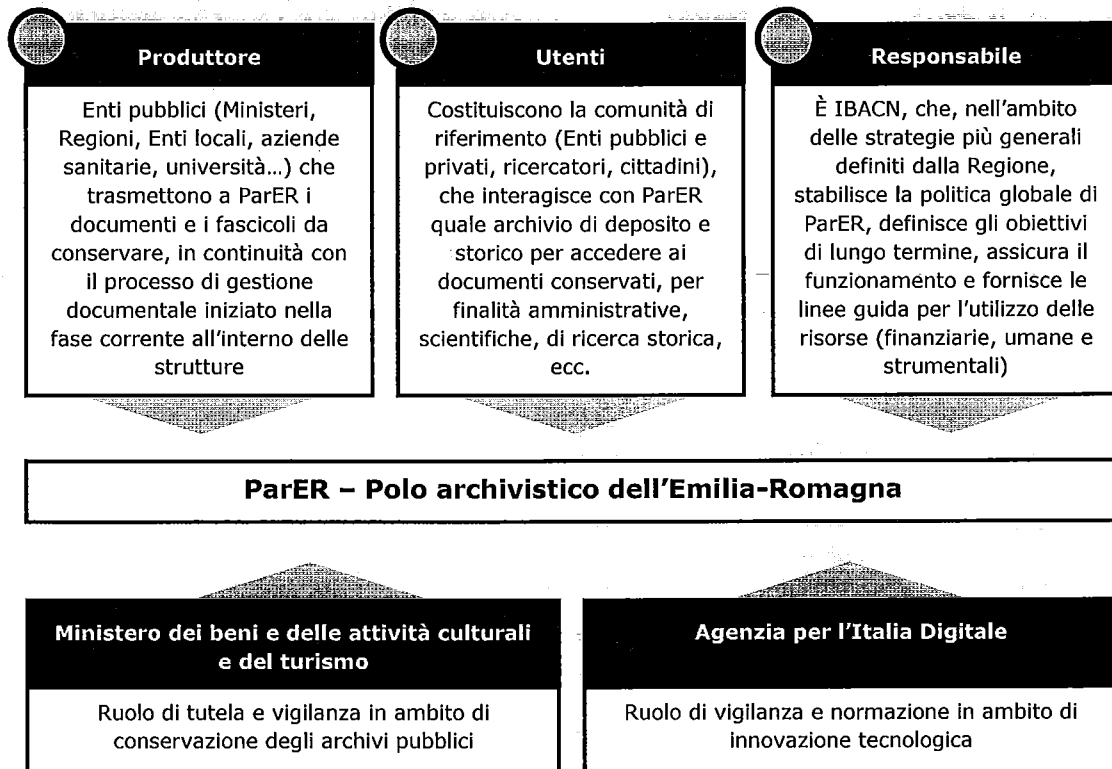 Produttore
Enti pubblici (Ministeri,
Regioni, Enti locali, aziende
sanitarie, università...) che
trasmettono a ParER i
documenti e i fascicoli da
conservare, in continuità con
il processo di gestione
documentale iniziato nella
fase corrente all'interno delle
strutture
Utenti
Costituiscono la comunità di
riferimento (Enti pubblici e
privati, ricercatori, cittadini),
che interagisce con ParER
quale archivio di deposito e
storico per accedere ai
documenti conservati, per
finalità amministrative,
scientifiche, di ricerca storica,
ecc.
Responsabile
È IBACN, che, nell'ambito
delle strategie più generali
definiti dalla Regione,
stabilisce la politica globale di
ParER, definisce gli obiettivi
di lungo termine, assicura il
funzionamento e fornisce le
linee guida per l'utilizzo delle
risorse (finanziarie, umane e
strumentali)
ParER – Polo archivistico dell'Emilia-Romagna
Ministero dei beni e delle attività culturali
e del turismo
Ruolo di tutela e vigilanza in ambito di
conservazione degli archivi pubblici
Agenzia per l'Italia Digitale
Ruolo di vigilanza e normazione in ambito di
innovazione tecnologica